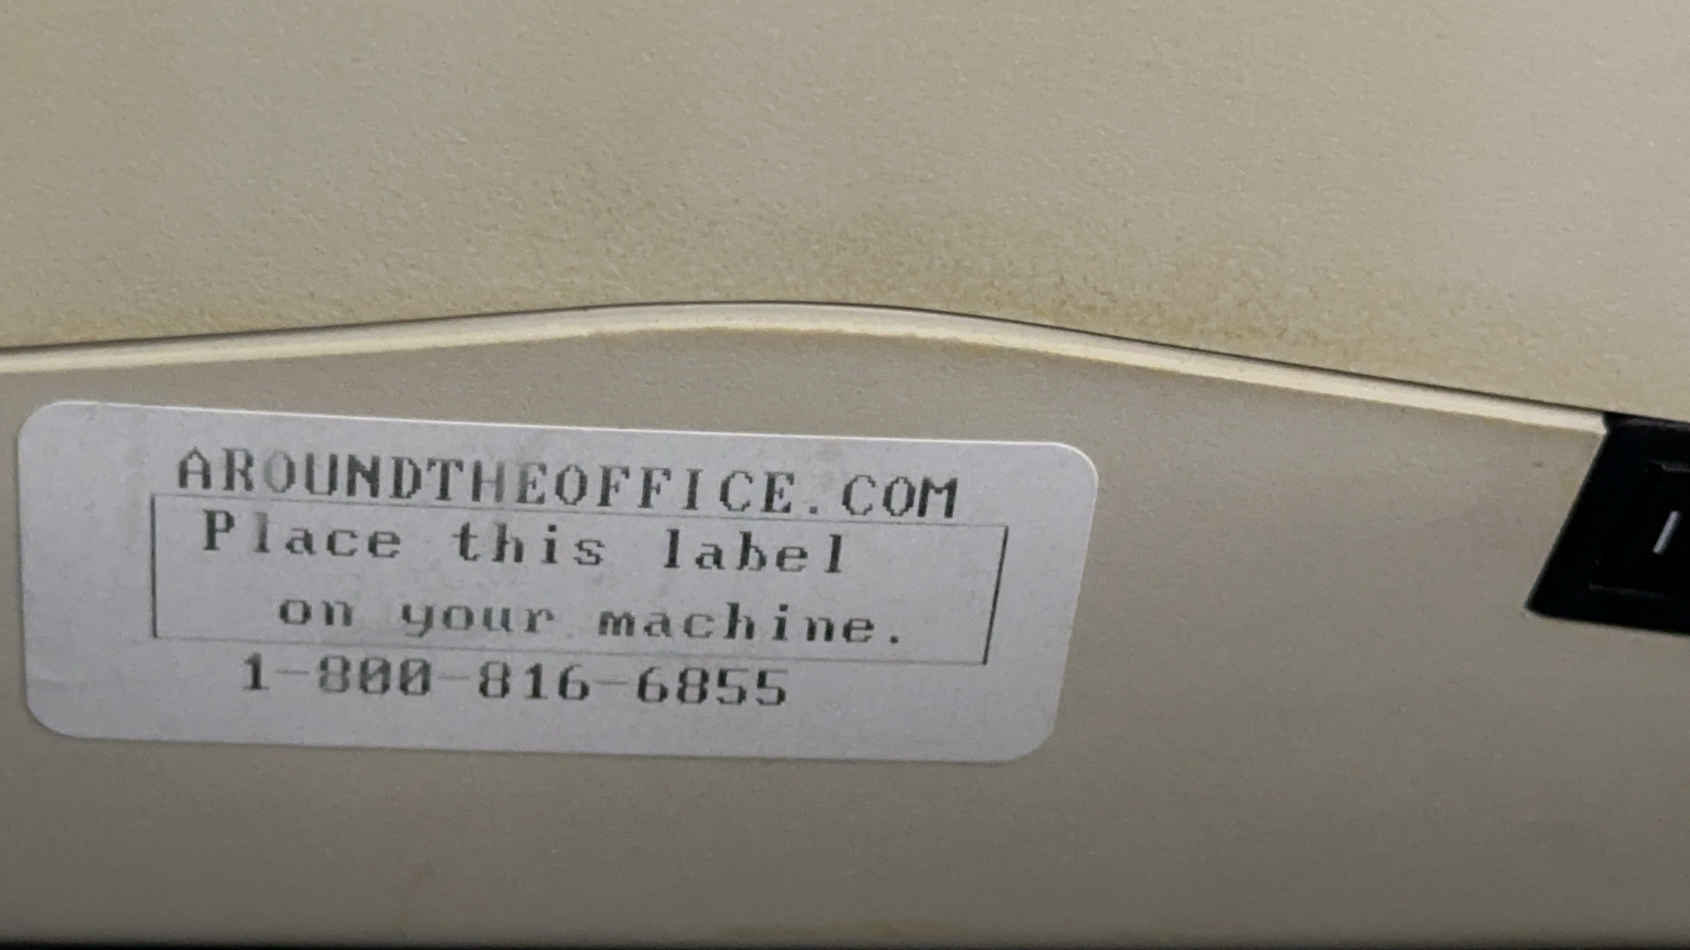 AROUNDTHEOFFICE.COM
Place this label
on your machine.
1-800-816-6855